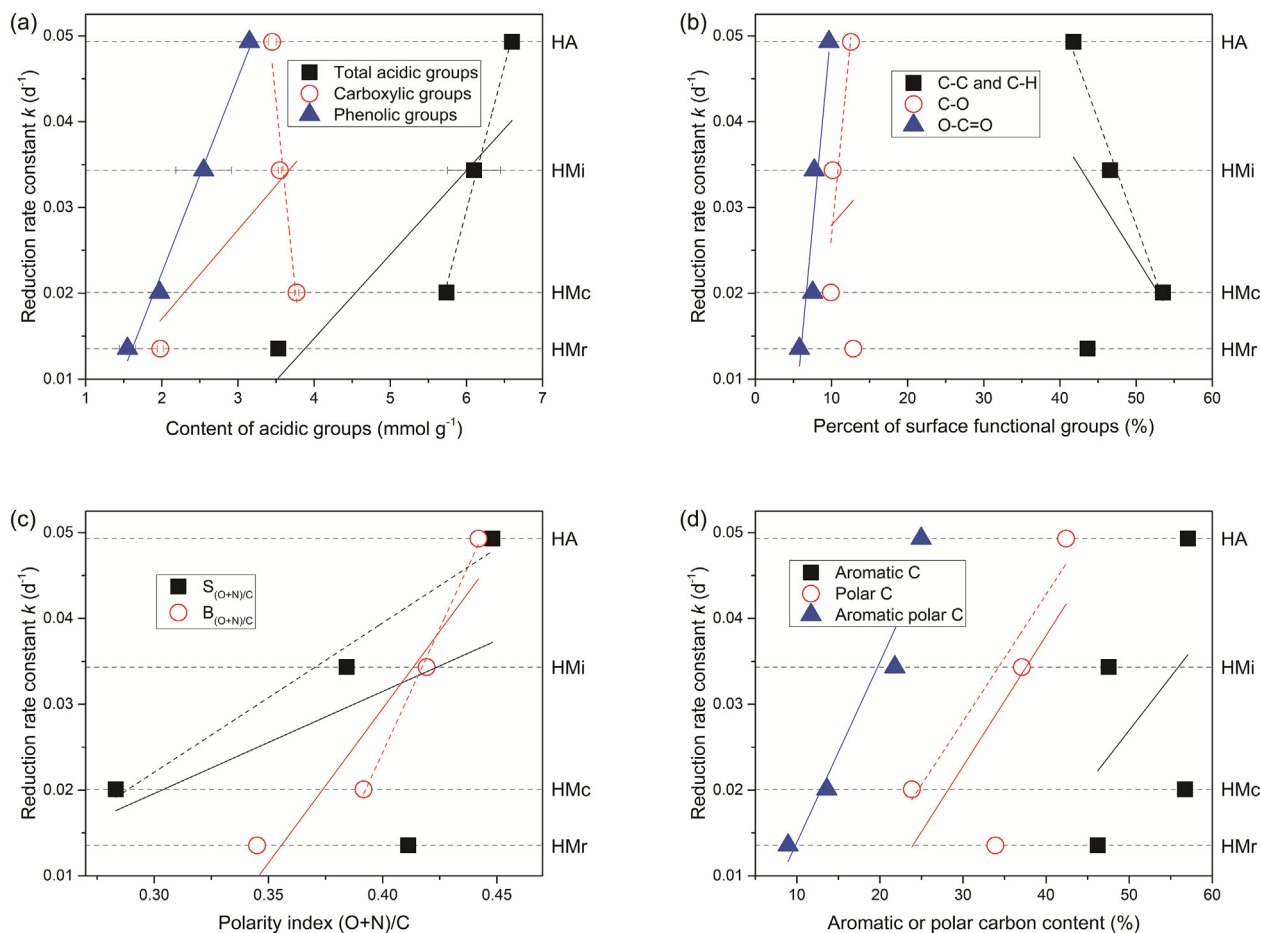 (a)
0.05
0.04
0.03
0.02
0.01
Reduction rate constant k (d⁻¹)
Total acidic groups
Carboxylic groups
Phenolic groups
HA
HMi
HMc
HMr
1 2 3 4 5 6 7
Content of acidic groups (mmol g⁻¹)
(b)
0.05
0.04
0.03
0.02
0.01
Reduction rate constant k (d⁻¹)
C-C and C-H
C-O
O-C=O
HA
HMi
HMc
HMr
0 10 20 30 40 50 60
Percent of surface functional groups (%)
(c)
0.05
0.04
0.03
0.02
0.01
Reduction rate constant k (d⁻¹)
S(O+N)/C
B(O+N)/C
HA
HMi
HMc
HMr
0.30 0.40 0.45
Polarity index (O+N)/C
(d)
0.05
0.04
0.03
0.02
0.01
Reduction rate constant k (d⁻¹)
Aromatic C
Polar C
Aromatic polar C
HA
HMi
HMc
HMr
10 20 30 40 50 60
Aromatic or polar carbon content (%)